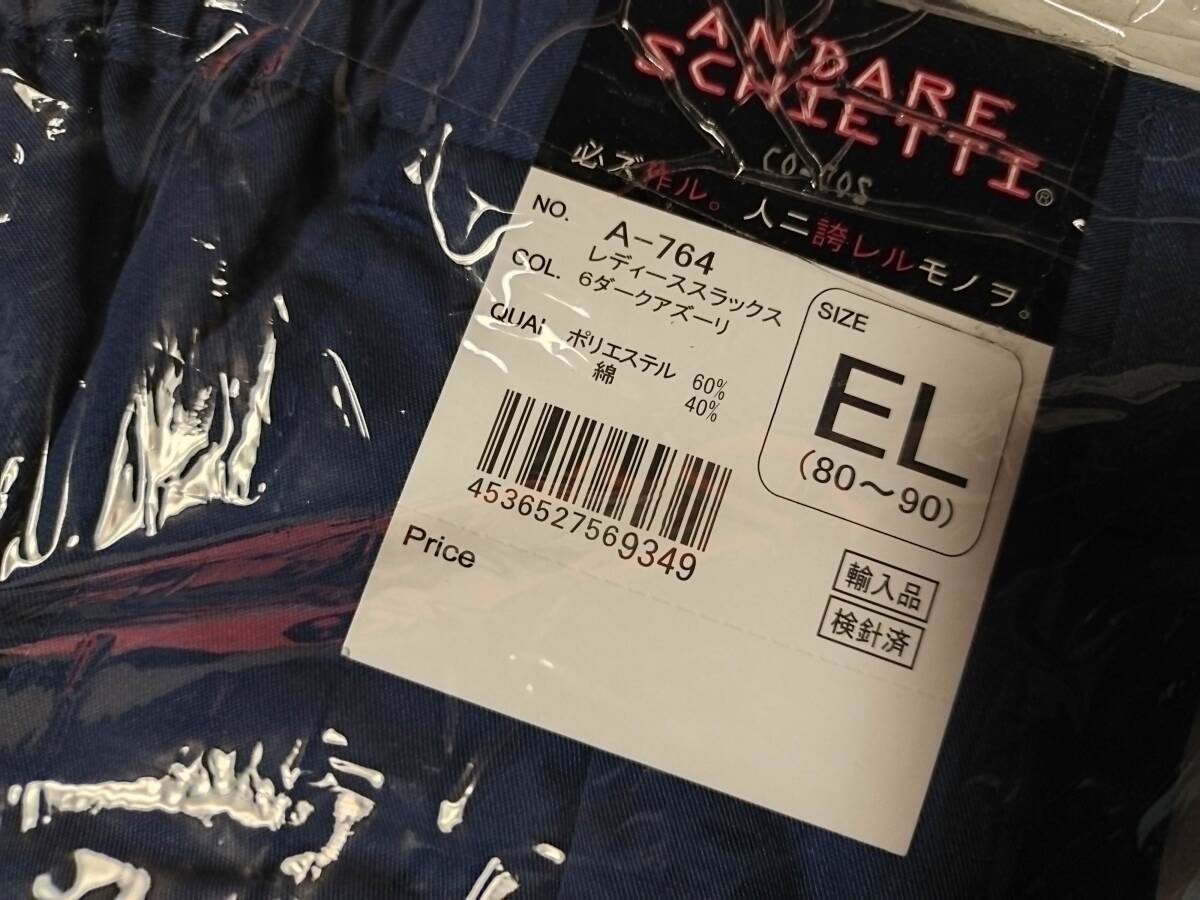 ANDARE
SCHIETTI®
CO-COS
必ズ作ル。人ニ誇レルモノヲ。
NO. A-764
レディーススラックス
COL. 6ダークアズーリ
QUAL ポリエステル 60%
綿 40%
SIZE
EL
(80～90)
4536527569349
Price
輸入品
検針済